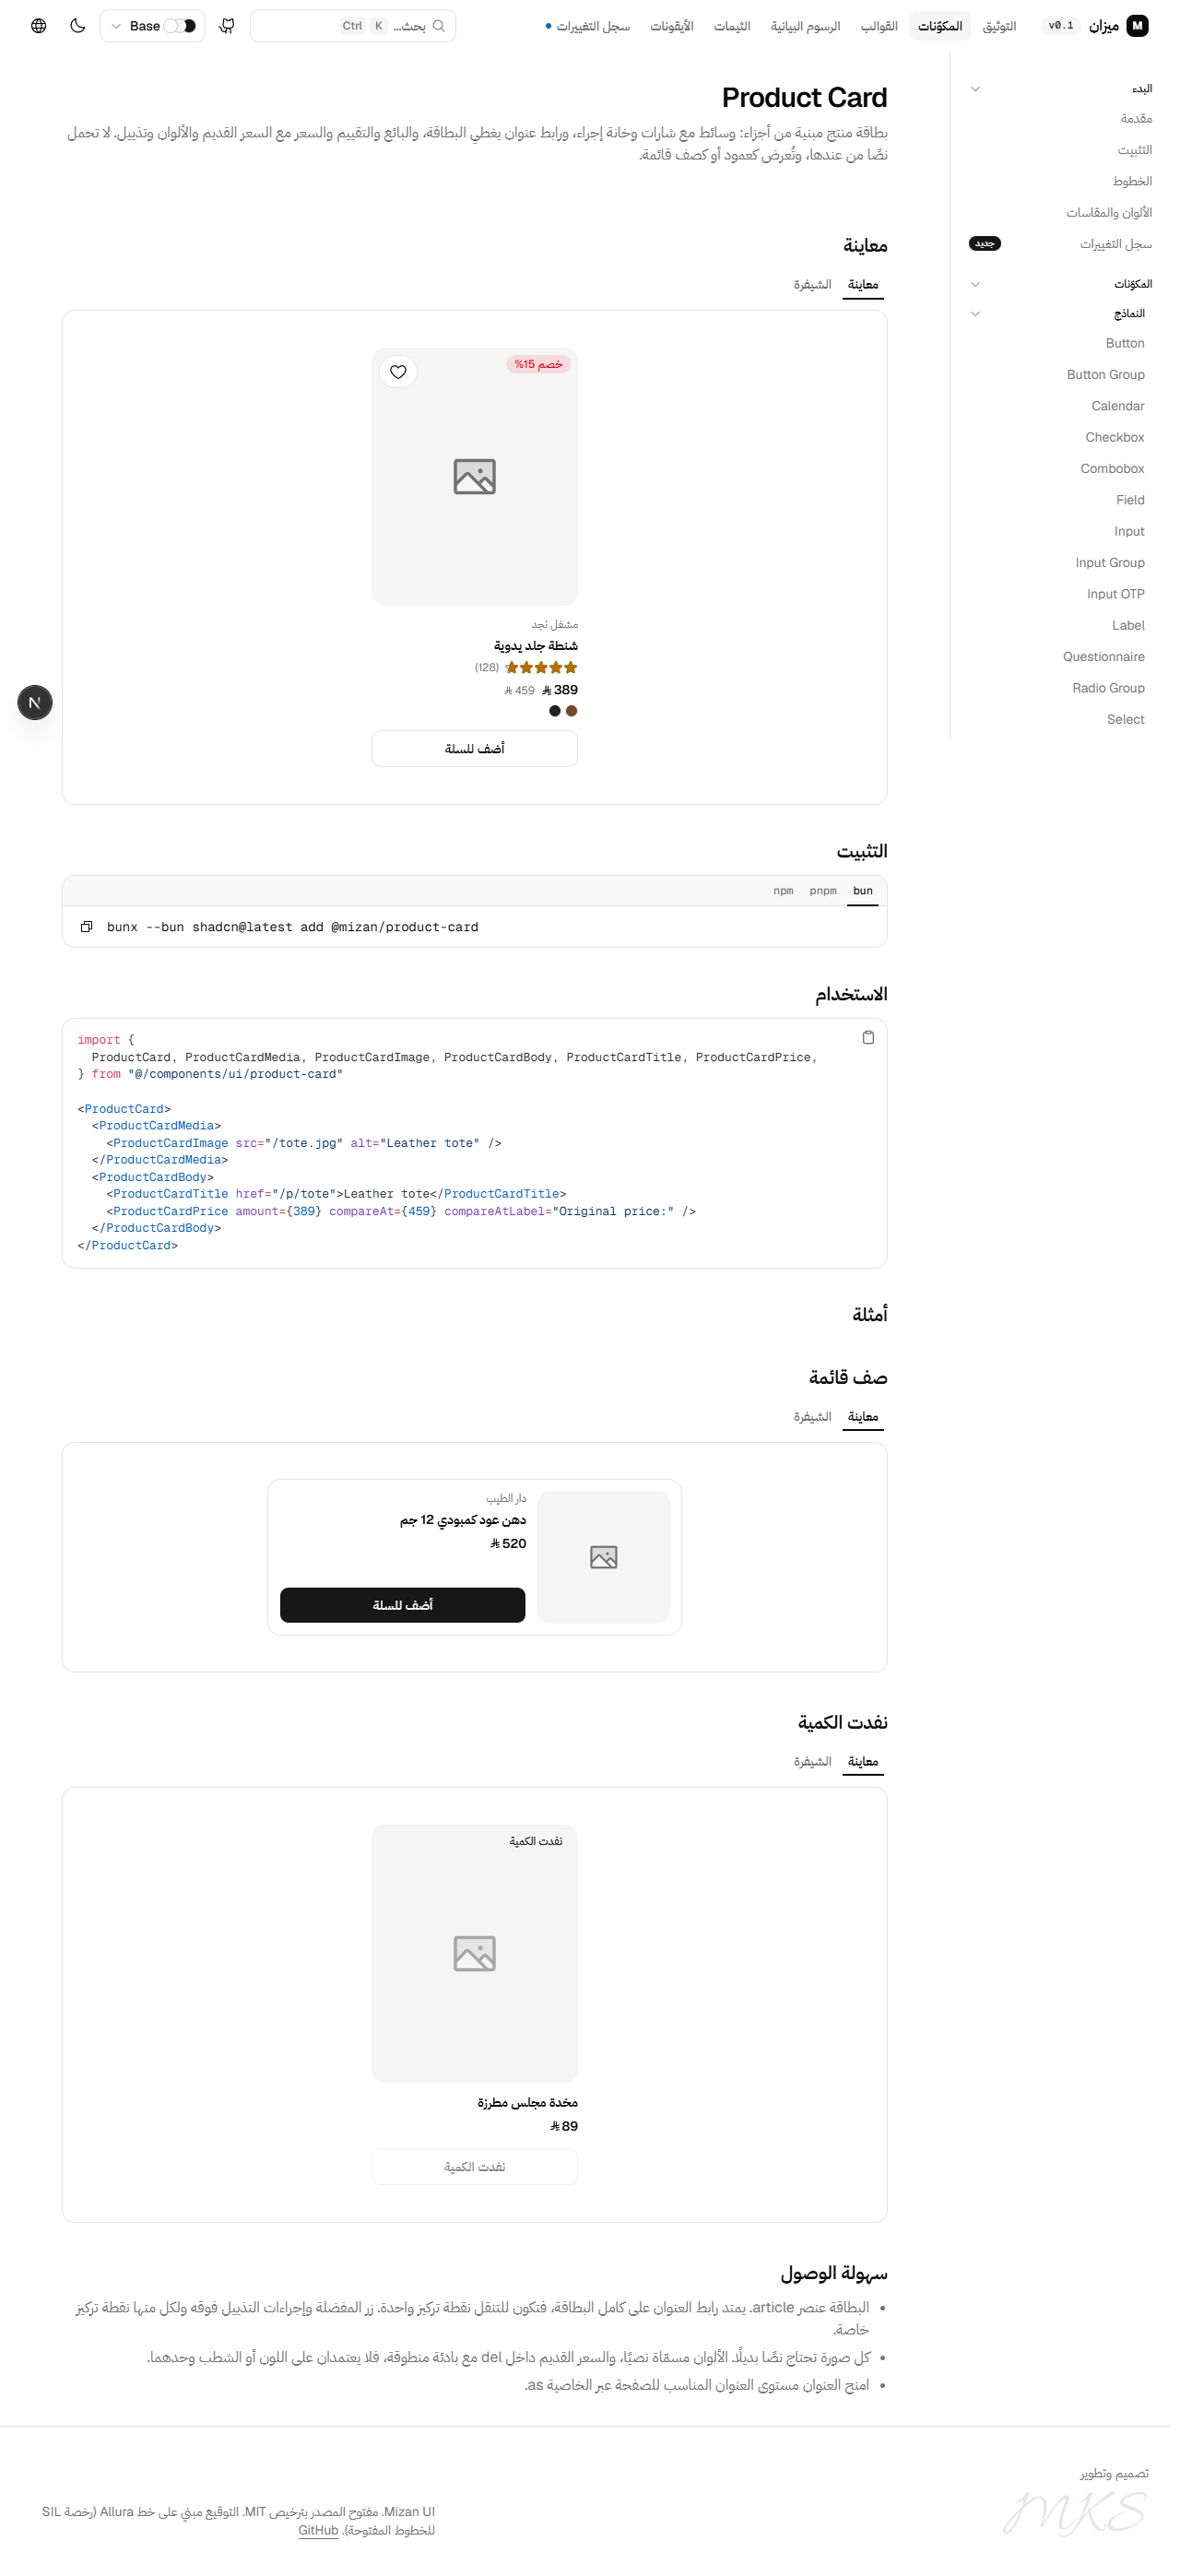 M ميزان v0.1 التوثيق المكوّنات القوالب الرسوم البيانية الثيمات الأيقونات سجل التغييرات بحث... Ctrl K Base
البدء
مقدمة
التثبيت
الخطوط
الألوان والمقاسات
سجل التغييرات جديد
المكوّنات
النماذج
Button
Button Group
Calendar
Checkbox
Combobox
Field
Input
Input Group
Input OTP
Label
Questionnaire
Radio Group
Select
Product Card
بطاقة منتج مبنية من أجزاء: وسائط مع شارات وخانة إجراء، ورابط عنوان يغطي البطاقة، والبائع والتقييم والسعر مع السعر القديم والألوان وتذييل. لا تحمل
نصًا من عندها، وتُعرض كعمود أو كصف قائمة.
معاينة
معاينة الشيفرة
خصم 15%
مشغل نجد
شنطة جلد يدوية
(128)
389 459
أضف للسلة
التثبيت
bun pnpm npm
bunx --bun shadcn@latest add @mizan/product-card
الاستخدام
import {
ProductCard, ProductCardMedia, ProductCardImage, ProductCardBody, ProductCardTitle, ProductCardPrice,
} from "@/components/ui/product-card"
<ProductCard>
<ProductCardMedia>
<ProductCardImage src="/tote.jpg" alt="Leather tote" />
</ProductCardMedia>
<ProductCardBody>
<ProductCardTitle href="/p/tote">Leather tote</ProductCardTitle>
<ProductCardPrice amount={389} compareAt={459} compareAtLabel="Original price:" />
</ProductCardBody>
</ProductCard>
أمثلة
صف قائمة
معاينة الشيفرة
دار الطيب
دهن عود كمبودي 12 جم
520
أضف للسلة
نفدت الكمية
معاينة الشيفرة
نفدت الكمية
مخدة مجلس مطرزة
89
نفدت الكمية
سهولة الوصول
• البطاقة عنصر article. يمتد رابط العنوان على كامل البطاقة، فتكون للتنقل نقطة تركيز واحدة. زر المفضلة وإجراءات التذييل فوقه ولكل منها نقطة تركيز
خاصة.
• كل صورة تحتاج نصًا بديلًا. الألوان مسمّاة نصيًا، والسعر القديم داخل del مع بادئة منطوقة، فلا يعتمدان على اللون أو الشطب وحدهما.
• امنح العنوان مستوى العنوان المناسب للصفحة عبر الخاصية as.
تصميم وتطوير
MKS
Mizan UI. مفتوح المصدر بترخيص MIT. التوقيع مبني على خط Allura (رخصة SIL
للخطوط المفتوحة). GitHub
N